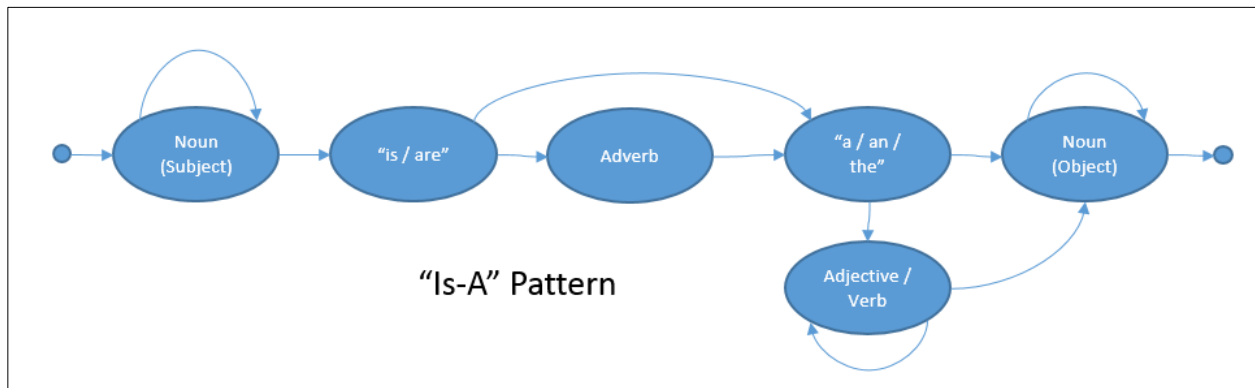 Noun
(Subject)
“is / are”
Adverb
“a / an /
the”
Noun
(Object)
Adjective /
Verb
“Is-A” Pattern